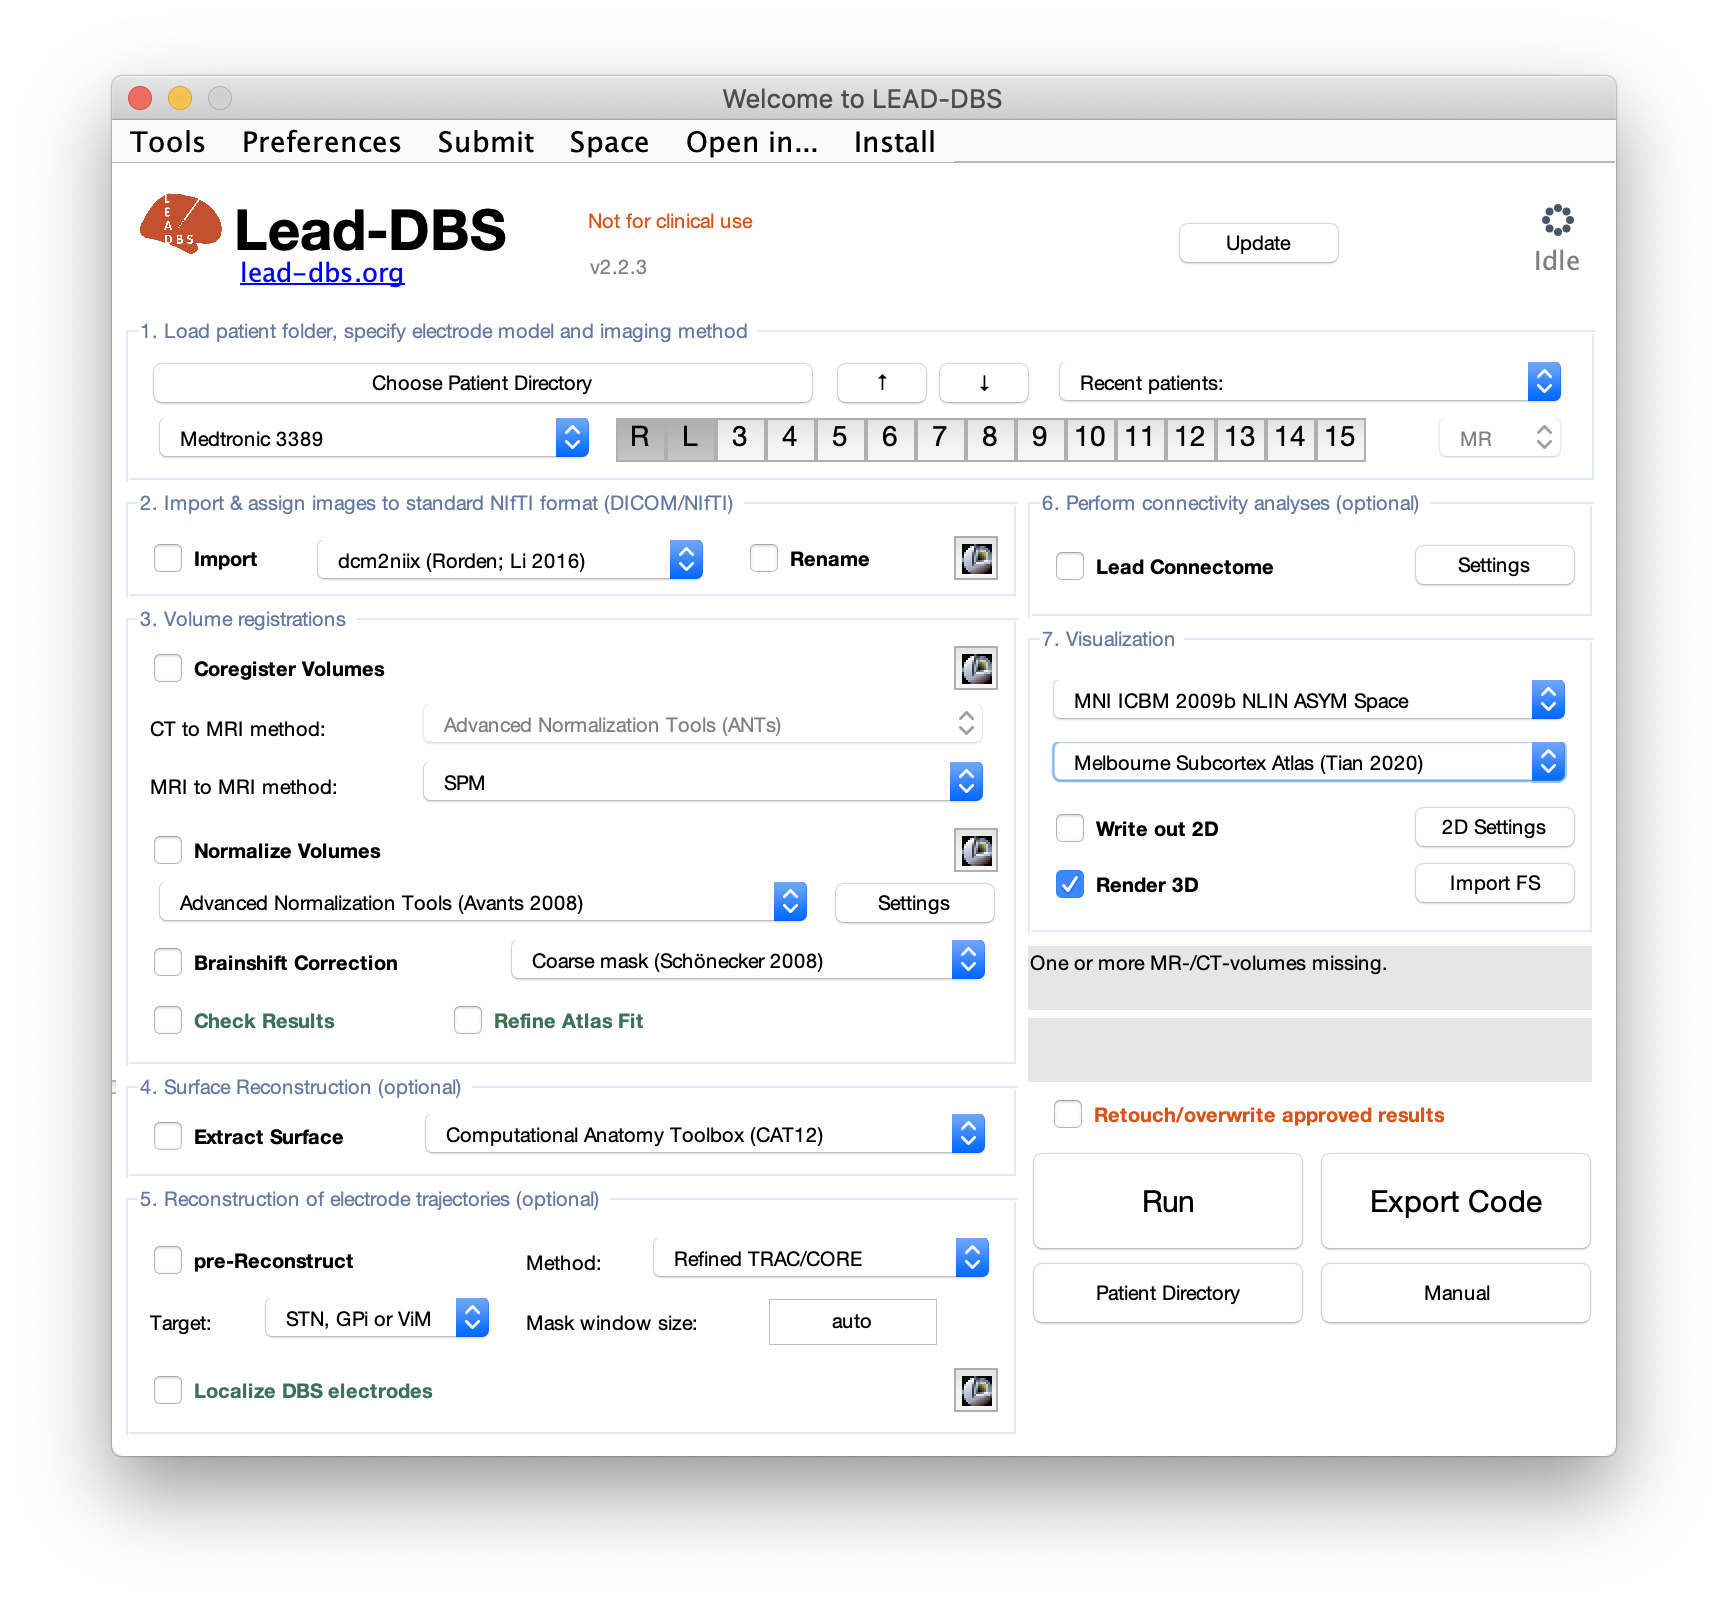 Welcome to LEAD-DBS
Tools Preferences Submit Space Open in... Install
LEAD DBS
Lead-DBS
lead-dbs.org
Not for clinical use
v2.2.3
Update
Idle
1. Load patient folder, specify electrode model and imaging method
Choose Patient Directory ↑ ↓ Recent patients:
Medtronic 3389 R L 3 4 5 6 7 8 9 10 11 12 13 14 15 MR
2. Import & assign images to standard NIfTI format (DICOM/NIfTI)
Import dcm2niix (Rorden; Li 2016) Rename
3. Volume registrations
Coregister Volumes
CT to MRI method: Advanced Normalization Tools (ANTs)
MRI to MRI method: SPM
Normalize Volumes
Advanced Normalization Tools (Avants 2008) Settings
Brainshift Correction Coarse mask (Schönecker 2008)
Check Results Refine Atlas Fit
4. Surface Reconstruction (optional)
Extract Surface Computational Anatomy Toolbox (CAT12)
5. Reconstruction of electrode trajectories (optional)
pre-Reconstruct Method: Refined TRAC/CORE
Target: STN, GPi or ViM Mask window size: auto
Localize DBS electrodes
6. Perform connectivity analyses (optional)
Lead Connectome Settings
7. Visualization
MNI ICBM 2009b NLIN ASYM Space
Melbourne Subcortex Atlas (Tian 2020)
Write out 2D 2D Settings
Render 3D Import FS
One or more MR-/CT-volumes missing.
Retouch/overwrite approved results
Run Export Code
Patient Directory Manual